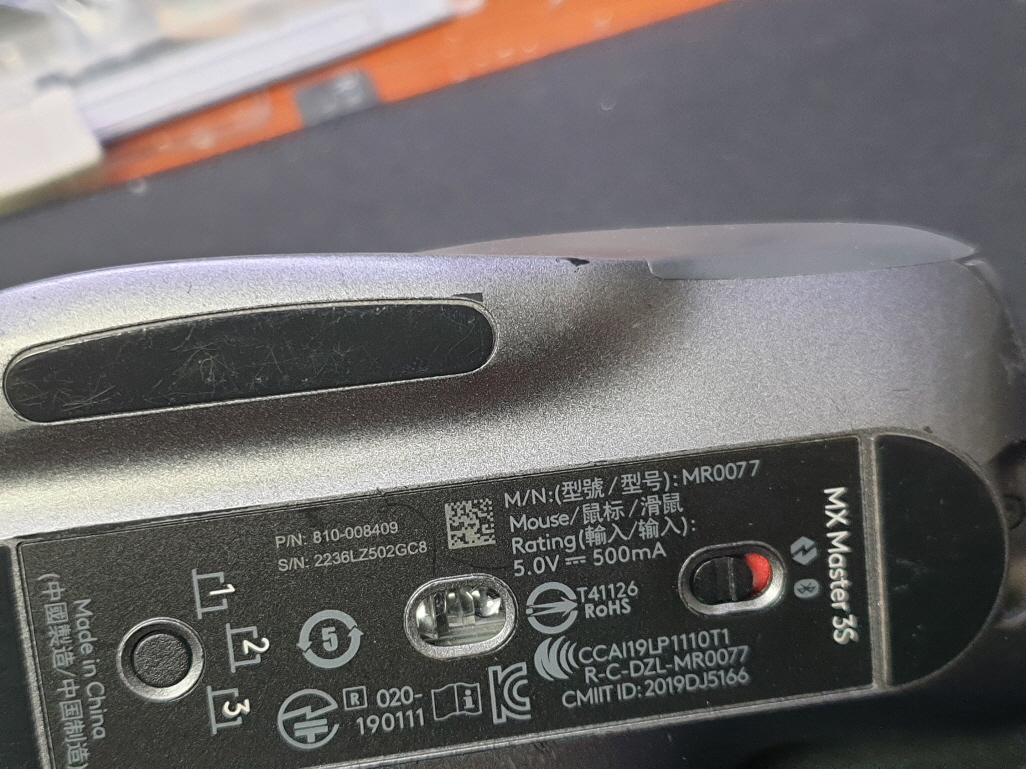 P/N: 810-008409
S/N: 2236LZ502GC8
M/N:(型號/型号): MR0077
Mouse/鼠标/滑鼠
Rating(輸入/输入):
5.0V ⎓ 500mA
T41126
RoHS
CCAI19LP1110T1
R-C-DZL-MR0077
CMIIT ID: 2019DJ5166
MX Master 3S
1
2
3
5
R 020-
190111
Made in China
(中國製造/中国制造)